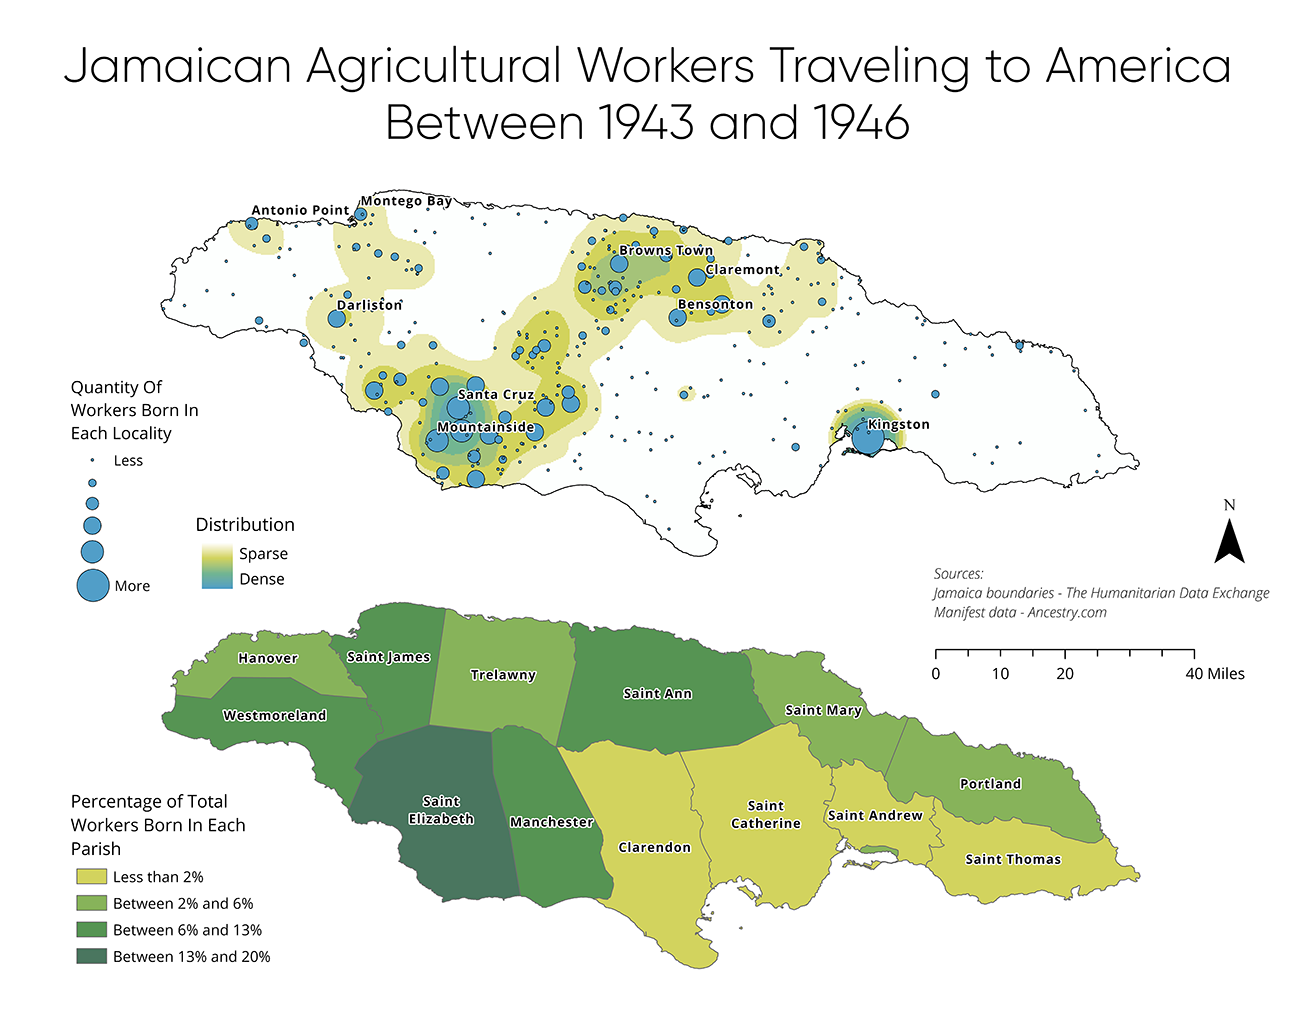 Jamaican Agricultural Workers Traveling to America
Between 1943 and 1946
Montego Bay
Antonio Point
Browns Town
Claremont
Darliston
Bensonton
Santa Cruz
Mountainside
Kingston
Quantity Of
Workers Born In
Each Locality
Less
More
Distribution
Sparse
Dense
N
Sources:
Jamaica boundaries - The Humanitarian Data Exchange
Manifest data - Ancestry.com
0 10 20 40 Miles
Hanover
Saint James
Trelawny
Saint Ann
Westmoreland
Saint Mary
Portland
Saint
Elizabeth
Manchester
Saint
Catherine
Saint Andrew
Clarendon
Saint Thomas
Percentage of Total
Workers Born In Each
Parish
Less than 2%
Between 2% and 6%
Between 6% and 13%
Between 13% and 20%